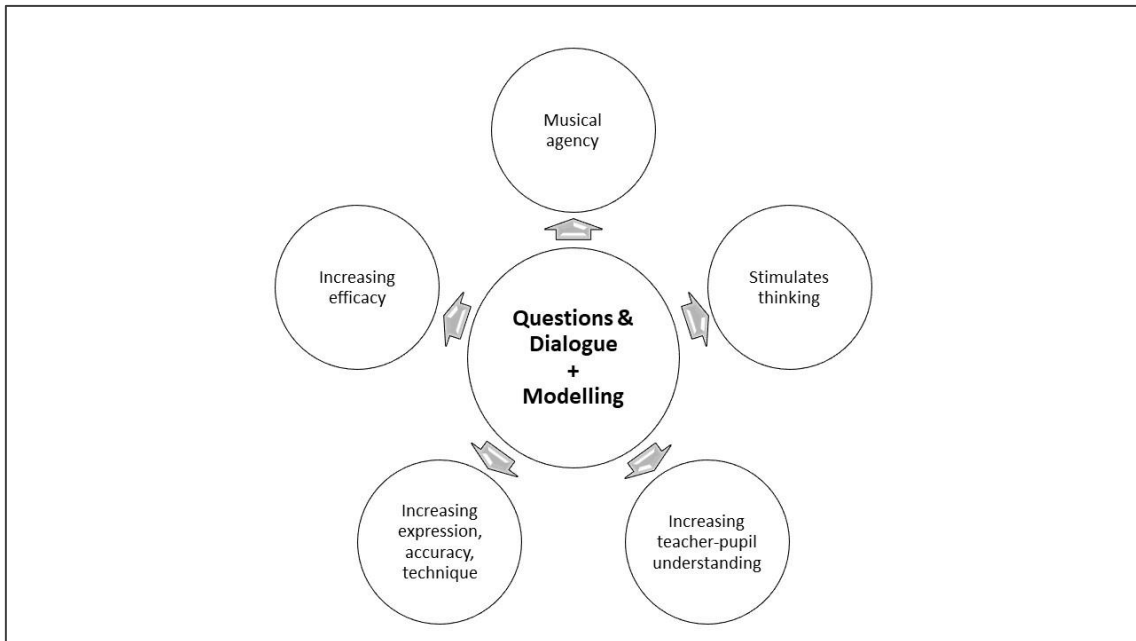 Musical
agency
Increasing
efficacy
Stimulates
thinking
Questions &
Dialogue
+
Modelling
Increasing
expression,
accuracy,
technique
Increasing
teacher-pupil
understanding